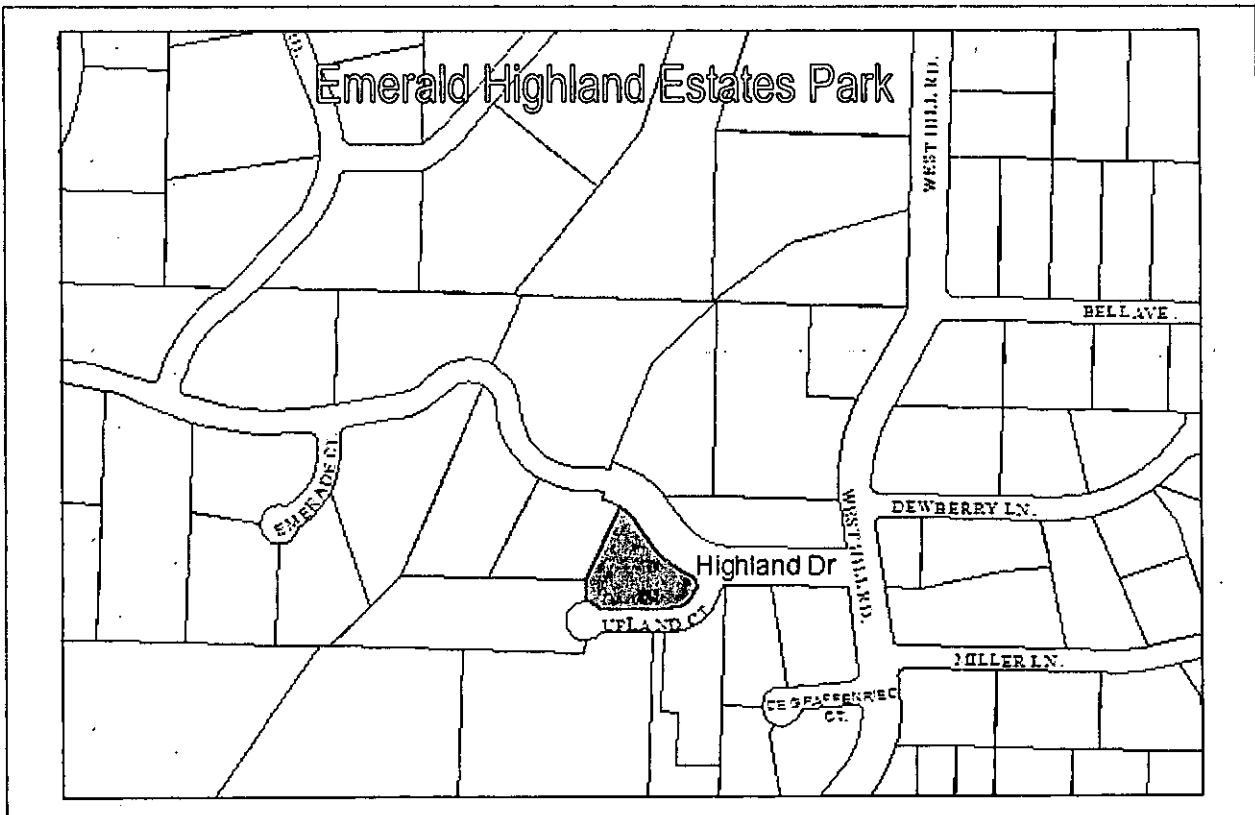 RD.
Emerald Highland Estates Park
WEST HILL RD.
BELL AVE.
EMERADE CT.
WEST HILL RD.
DEWBERRY LN.
Highland Dr
UPLAND CT.
MILLER LN.
DE GRAFFENRIED
CT.